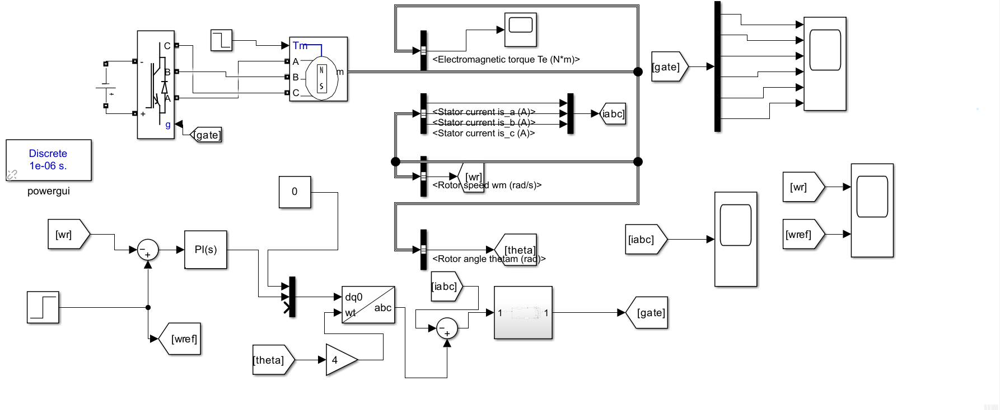 C
B
A
-
+
g
[gate]
Tm
A
B
C
N
S
m
<Electromagnetic torque Te (N*m)>
[gate]
<Stator current is_a (A)>
<Stator current is_b (A)>
<Stator current is_c (A)>
[iabc]
Discrete
1e-06 s.
powergui
[wr]
<Rotor speed wm (rad/s)>
0
[wr]
[wref]
[wr]
PI(s)
−
+
[theta]
<Rotor angle thetam (rad)>
[iabc]
[iabc]
dq0
wt
abc
1
1
[gate]
−
+
[wref]
[theta]
4